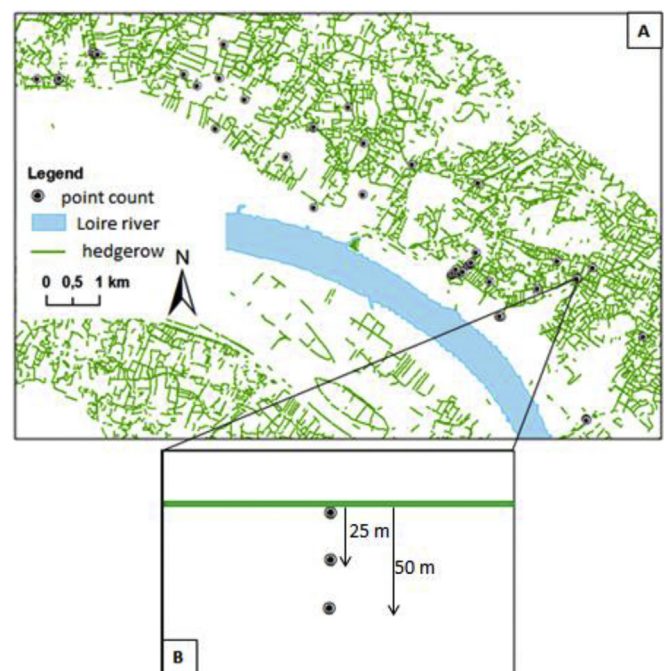 A
Legend
point count
Loire river
hedgerow
N
0 0,5 1 km
25 m
50 m
B